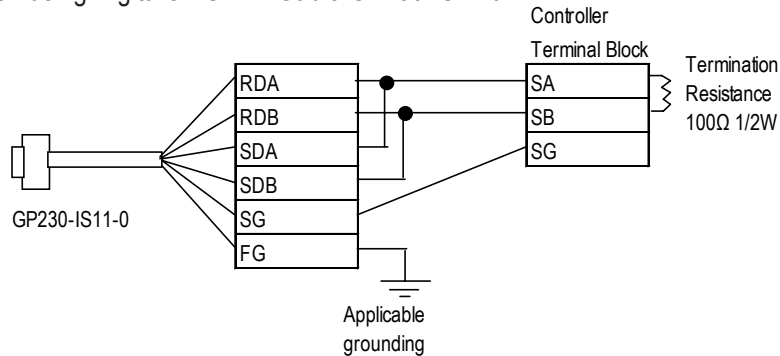 Controller
Terminal Block
RDA
RDB
SDA
SDB
SG
FG
SA
SB
SG
Termination
Resistance
100Ω 1/2W
GP230-IS11-0
Applicable
grounding